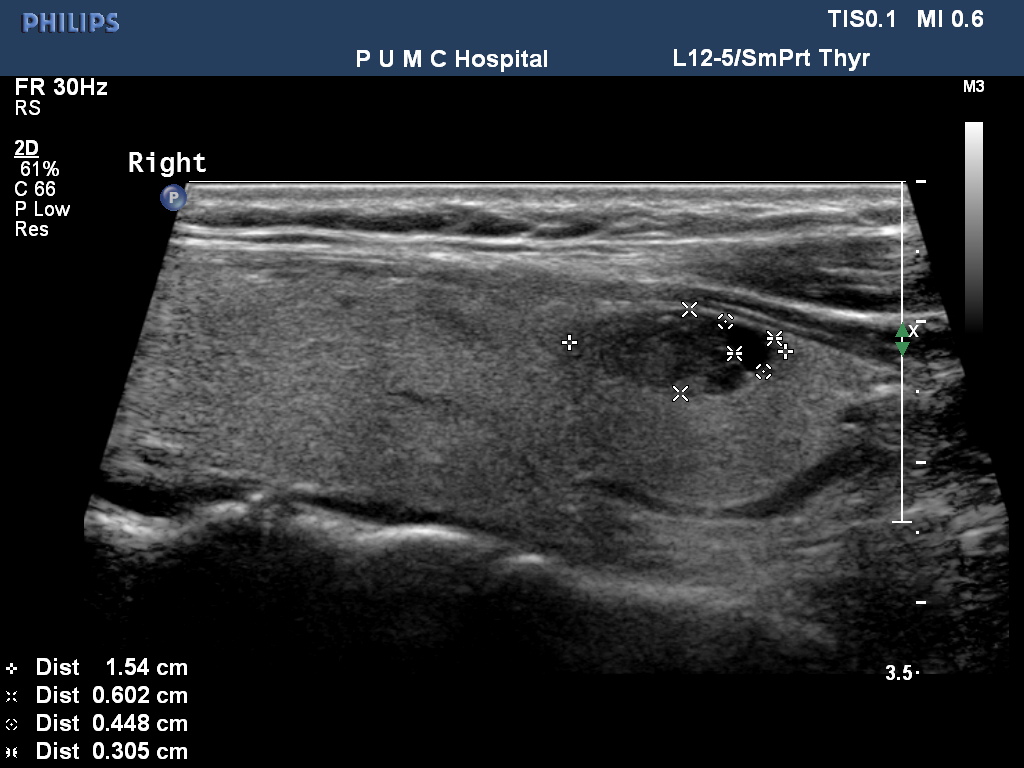 PHILIPS
TIS0.1 MI 0.6
P U M C Hospital
L12-5/SmPrt Thyr
FR 30Hz
RS
M3
2D
61%
C 66
P Low
Res
Right
P
X
3.5
Dist 1.54 cm
Dist 0.602 cm
Dist 0.448 cm
Dist 0.305 cm